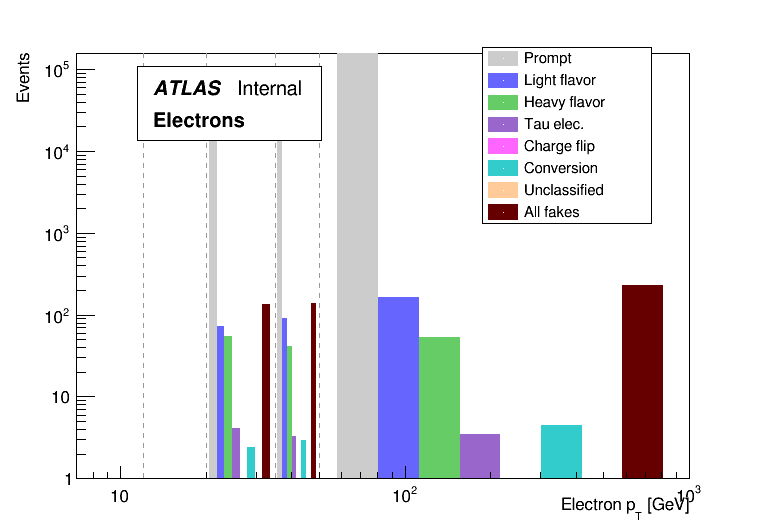 Events
10^5
10^4
10^3
10^2
10
1
ATLAS Internal
Electrons
Prompt
Light flavor
Heavy flavor
Tau elec.
Charge flip
Conversion
Unclassified
All fakes
10
10^2
10^3
Electron p_T [GeV]